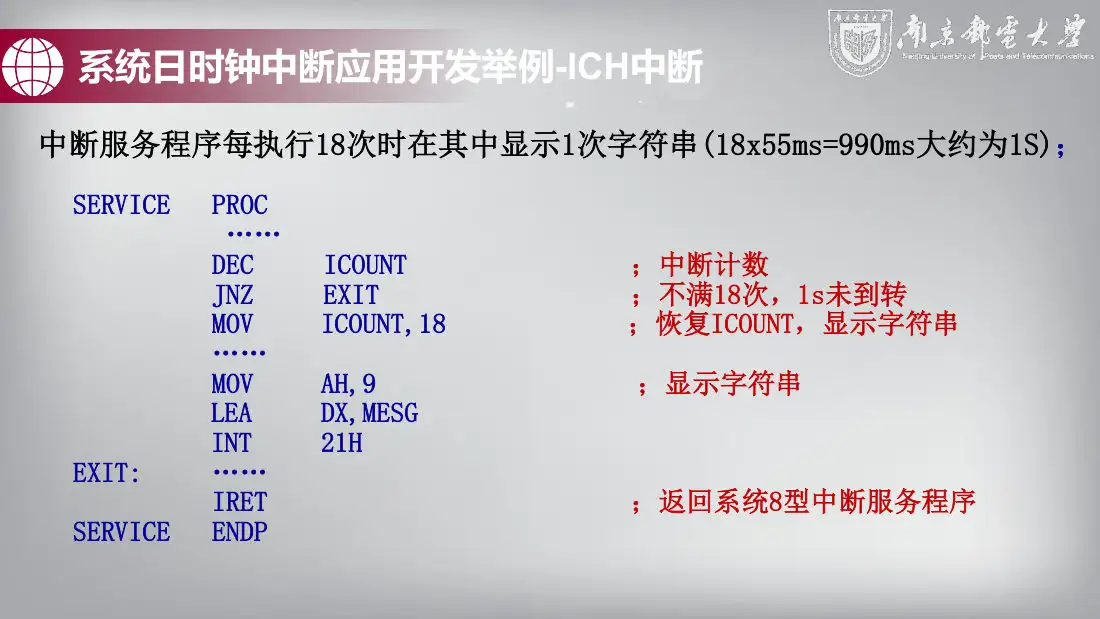 系统日时钟中断应用开发举例-ICH中断
南京邮电大学
Nanjing University of Posts and Telecommunications
中断服务程序每执行18次时在其中显示1次字符串(18x55ms=990ms大约为1S)；
SERVICE PROC
……
DEC ICOUNT ；中断计数
JNZ EXIT ；不满18次，1s未到转
MOV ICOUNT,18 ；恢复ICOUNT，显示字符串
……
MOV AH,9 ；显示字符串
LEA DX,MESG
INT 21H
EXIT: ……
IRET ；返回系统8型中断服务程序
SERVICE ENDP